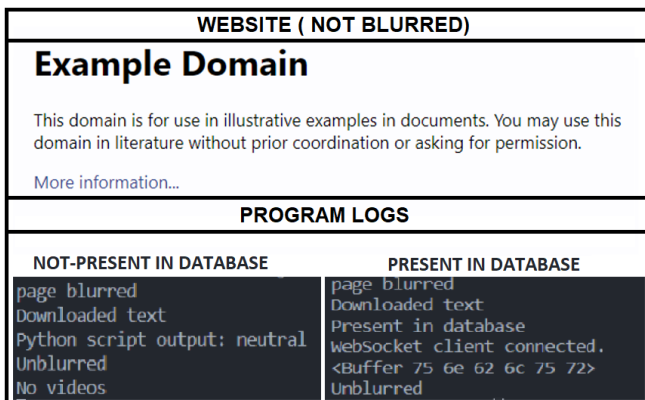 WEBSITE ( NOT BLURRED)
Example Domain
This domain is for use in illustrative examples in documents. You may use this
domain in literature without prior coordination or asking for permission.
More information...
PROGRAM LOGS
NOT-PRESENT IN DATABASE
page blurred
Downloaded text
Python script output: neutral
Unblurred
No videos
PRESENT IN DATABASE
page blurred
Downloaded text
Present in database
WebSocket client connected.
<Buffer 75 6e 62 6c 75 72>
Unblurred